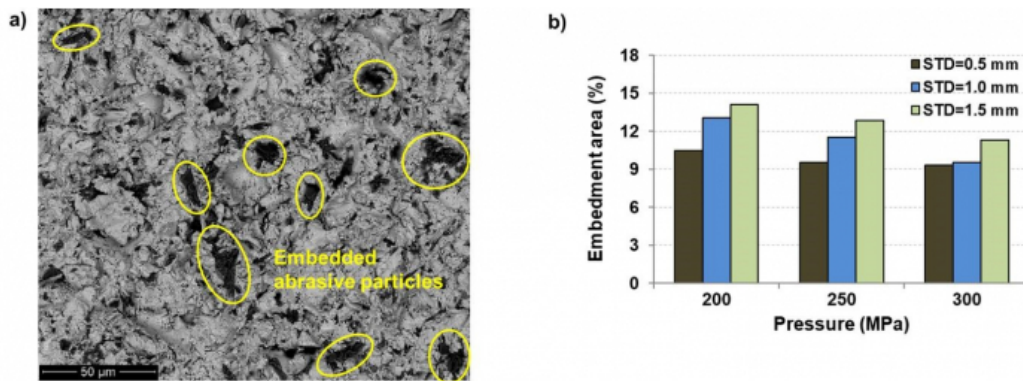 a)
Embedded
abrasive particles
50 µm
b)
Embedment area (%)
18
15
12
9
6
3
0
STD=0.5 mm
STD=1.0 mm
STD=1.5 mm
200 250 300
Pressure (MPa)